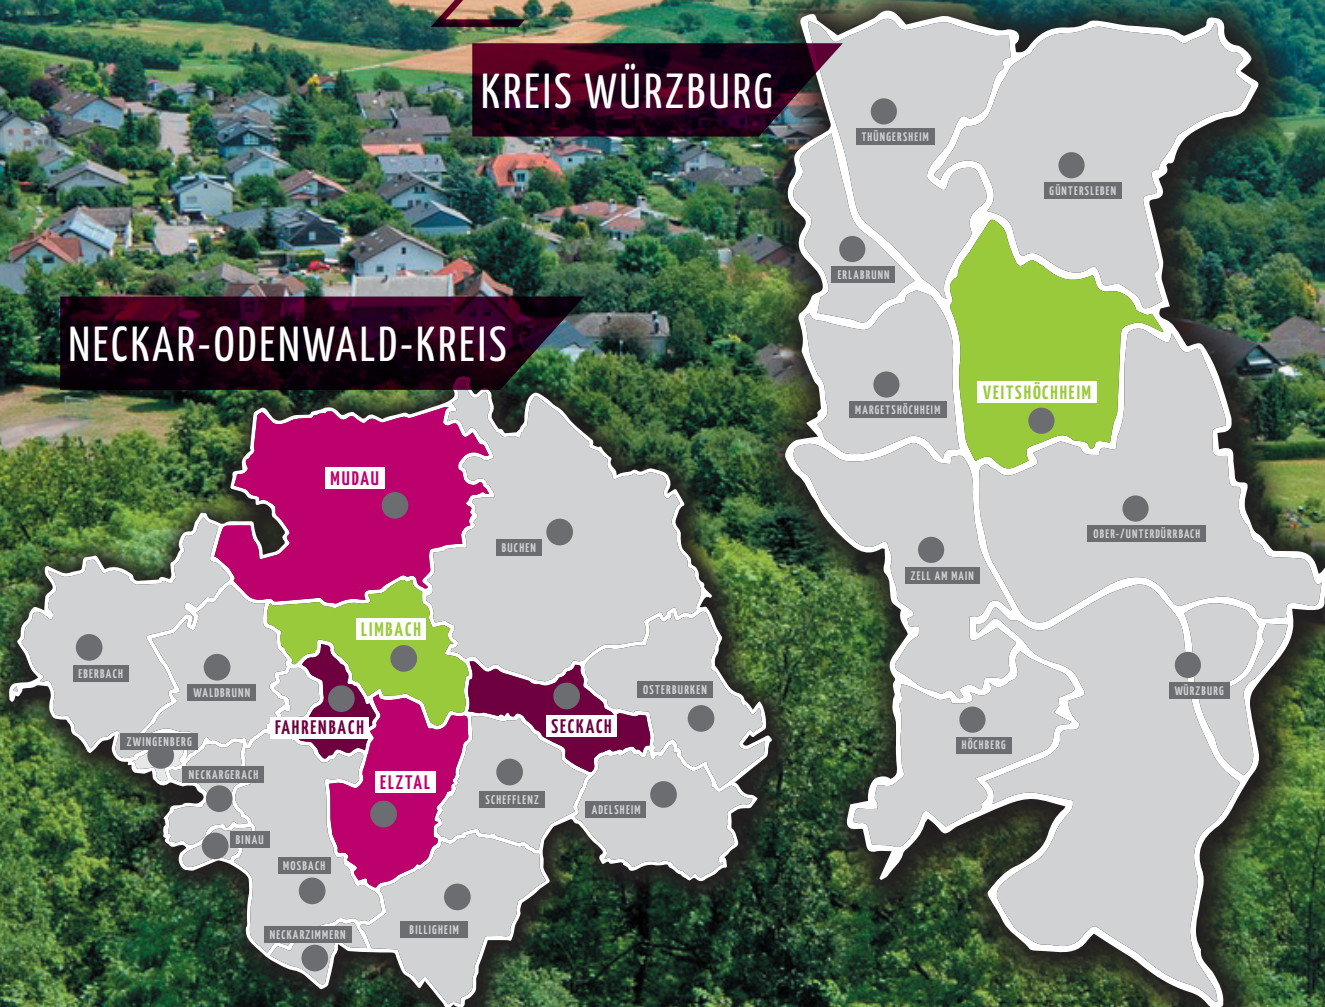 KREIS WÜRZBURG
THÜNGERSHEIM
GÜNTERSLEBEN
ERLABRUNN
VEITSHÖCHHEIM
MARGETSHÖCHHEIM
OBER-/UNTERDÜRRBACH
ZELL AM MAIN
WÜRZBURG
HÖCHBERG
NECKAR-ODENWALD-KREIS
MUDAU
BUCHEN
LIMBACH
EBERBACH
WALDBRUNN
OSTERBURKEN
FAHRENBACH
SECKACH
ZWINGENBERG
NECKARGERACH
ELZTAL
SCHEFFLENZ
ADELSHEIM
BINAU
MOSBACH
BILLIGHEIM
NECKARZIMMERN